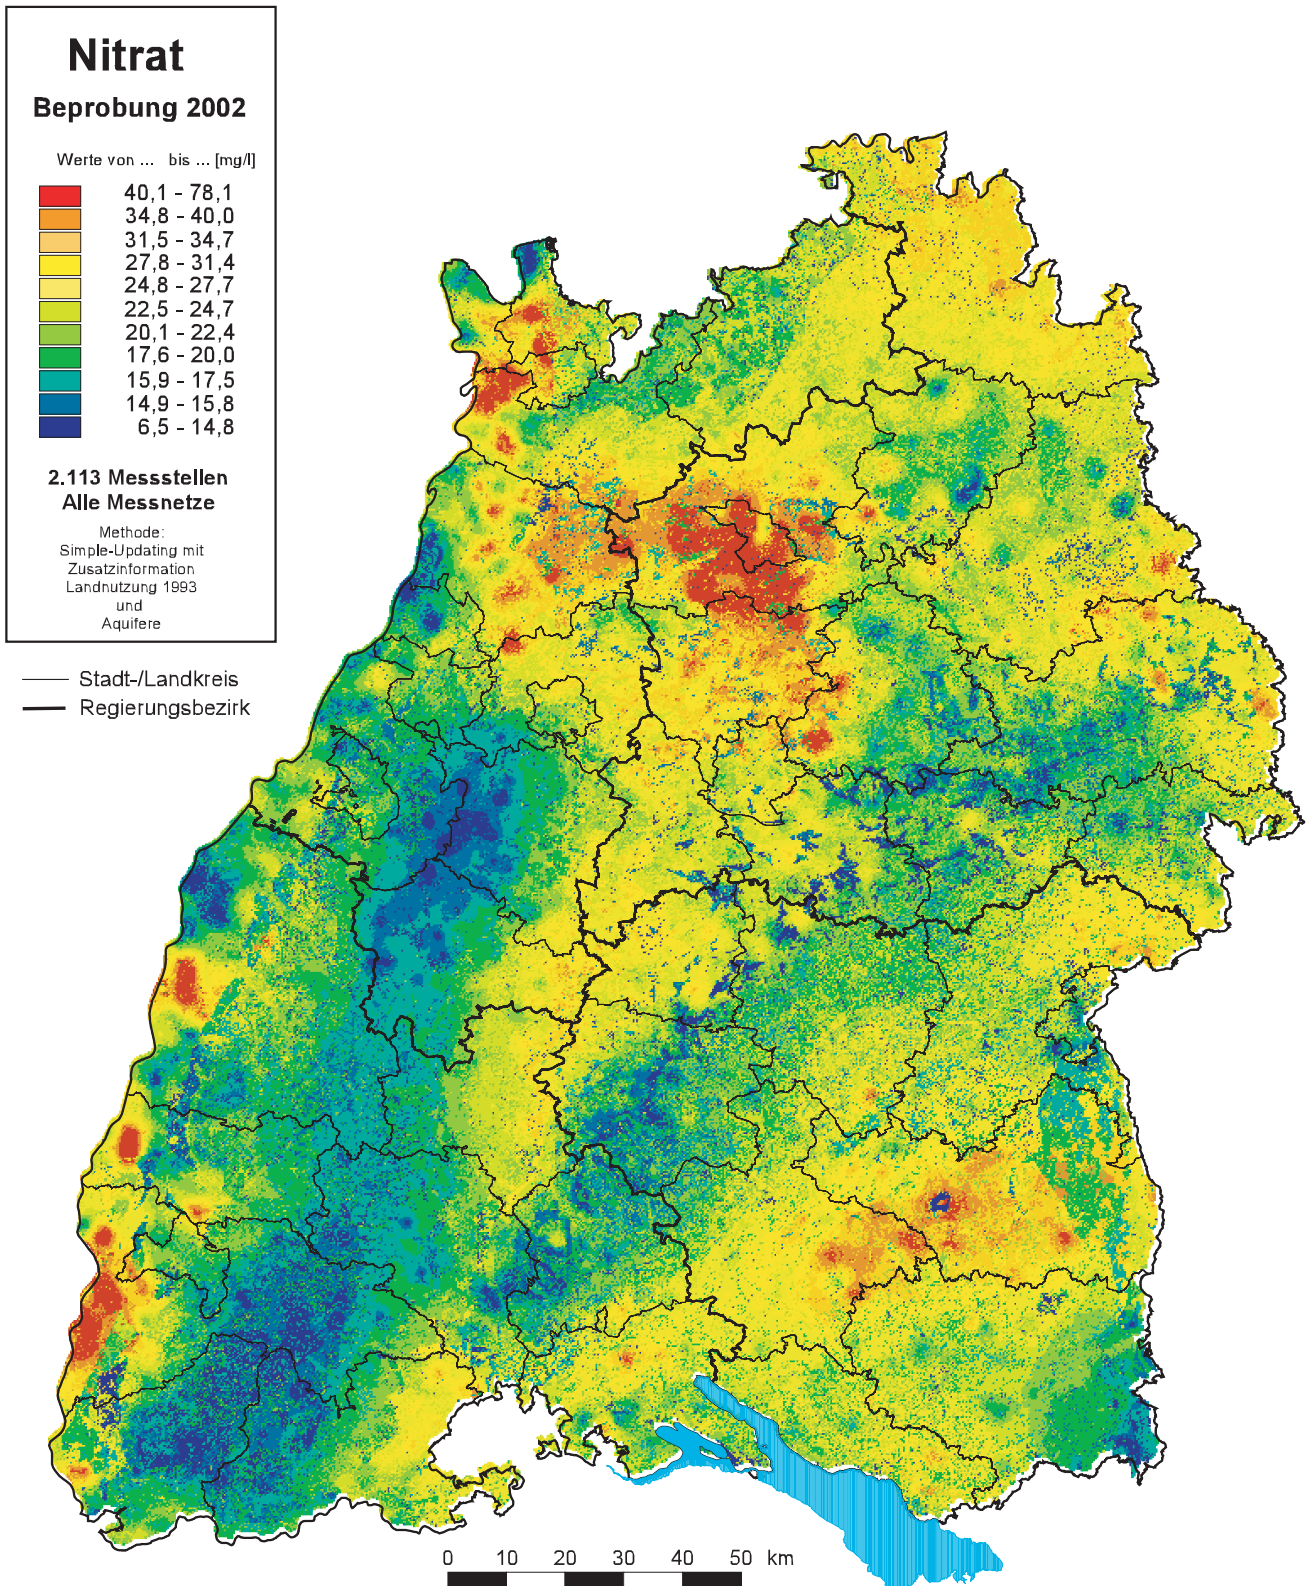 Nitrat
Beprobung 2002
Werte von ... bis ... [mg/l]
40,1 - 78,1
34,8 - 40,0
31,5 - 34,7
27,8 - 31,4
24,8 - 27,7
22,5 - 24,7
20,1 - 22,4
17,6 - 20,0
15,9 - 17,5
14,9 - 15,8
6,5 - 14,8
2.113 Messstellen
Alle Messnetze
Methode:
Simple-Updating mit
Zusatzinformation
Landnutzung 1993
und
Aquifere
Stadt-/Landkreis
Regierungsbezirk
0 10 20 30 40 50 km